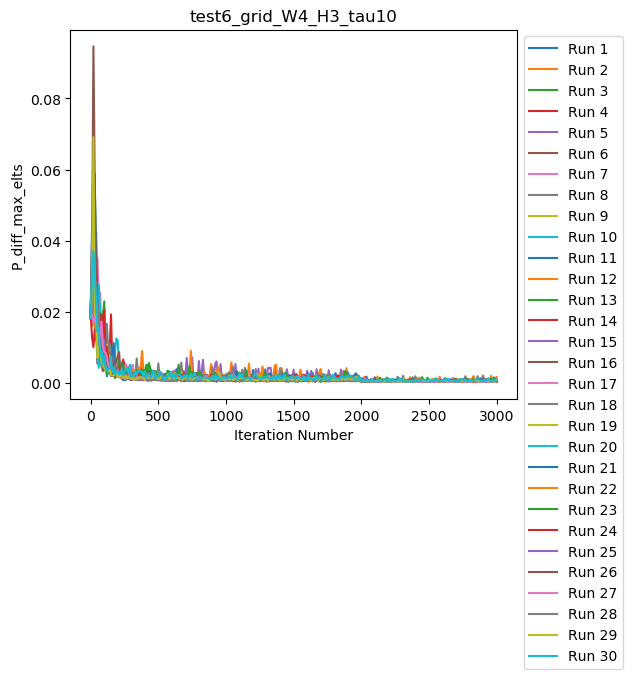 test6_grid_W4_H3_tau10
P_diff_max_elts
0.08
0.06
0.04
0.02
0.00
0
500
1000
1500
2000
2500
3000
Iteration Number
Run 1
Run 2
Run 3
Run 4
Run 5
Run 6
Run 7
Run 8
Run 9
Run 10
Run 11
Run 12
Run 13
Run 14
Run 15
Run 16
Run 17
Run 18
Run 19
Run 20
Run 21
Run 22
Run 23
Run 24
Run 25
Run 26
Run 27
Run 28
Run 29
Run 30